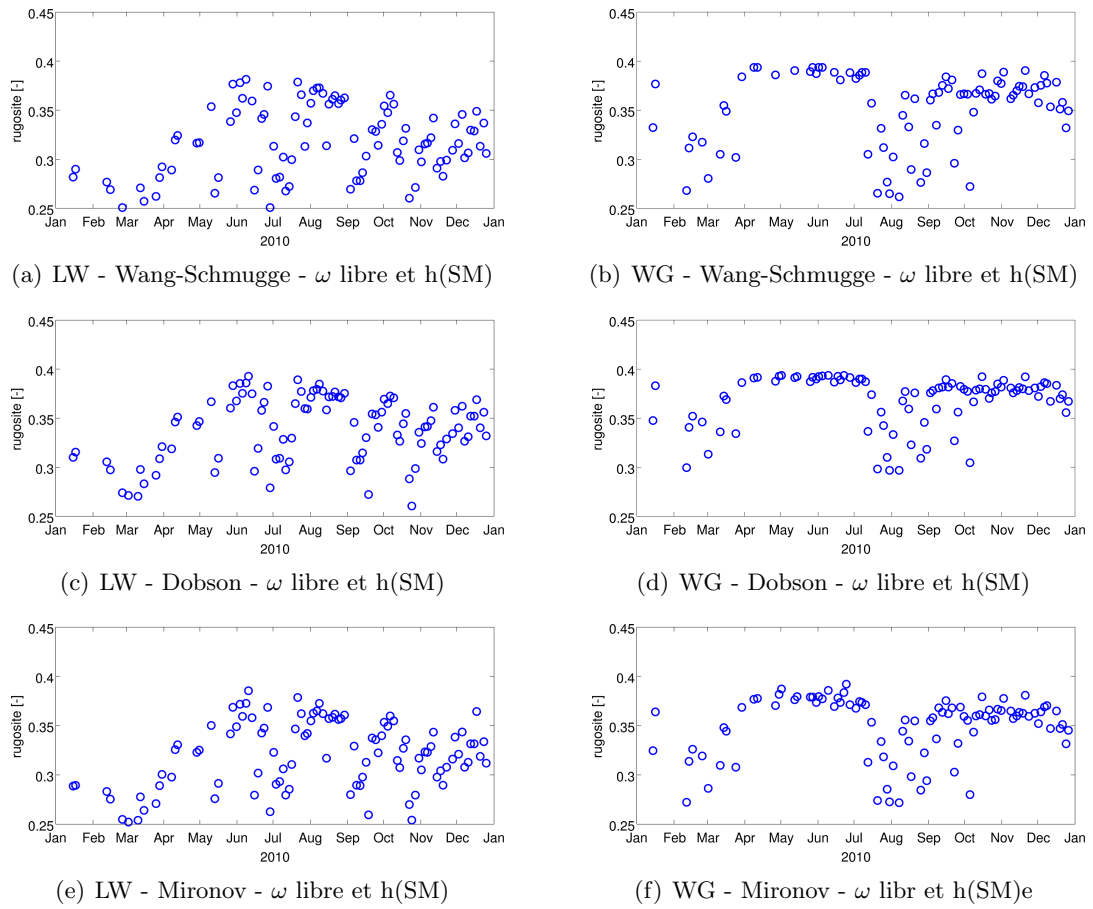 0.45
0.4
0.35
0.3
0.25
rugosite [-]
Jan Feb Mar Apr May Jun Jul Aug Sep Oct Nov Dec Jan
2010
(a) LW - Wang-Schmugge - ω libre et h(SM)
0.45
0.4
0.35
0.3
0.25
rugosite [-]
Jan Feb Mar Apr May Jun Jul Aug Sep Oct Nov Dec Jan
2010
(b) WG - Wang-Schmugge - ω libre et h(SM)
0.45
0.4
0.35
0.3
0.25
rugosite [-]
Jan Feb Mar Apr May Jun Jul Aug Sep Oct Nov Dec Jan
2010
(c) LW - Dobson - ω libre et h(SM)
0.45
0.4
0.35
0.3
0.25
rugosite [-]
Jan Feb Mar Apr May Jun Jul Aug Sep Oct Nov Dec Jan
2010
(d) WG - Dobson - ω libre et h(SM)
0.45
0.4
0.35
0.3
0.25
rugosite [-]
Jan Feb Mar Apr May Jun Jul Aug Sep Oct Nov Dec Jan
2010
(e) LW - Mironov - ω libre et h(SM)
0.45
0.4
0.35
0.3
0.25
rugosite [-]
Jan Feb Mar Apr May Jun Jul Aug Sep Oct Nov Dec Jan
2010
(f) WG - Mironov - ω libr et h(SM)e